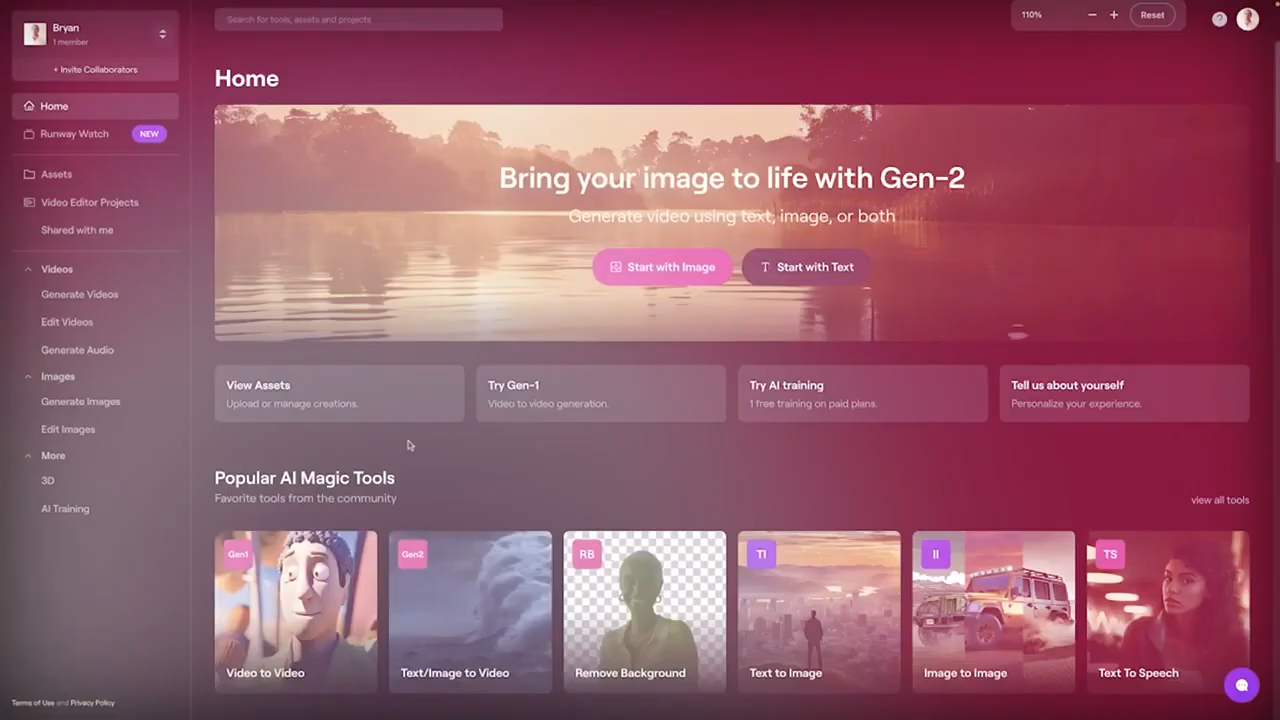 Bryan
1 member
+ Invite Collaborators
Home
Runway Watch NEW
Assets
Video Editor Projects
Shared with me
Videos
Generate Videos
Edit Videos
Generate Audio
Images
Generate Images
Edit Images
More
3D
AI Training
Terms of Use and Privacy Policy
Search for tools, assets and projects
110% − + Reset
?
Home
Bring your image to life with Gen-2
Generate video using text, image, or both
Start with Image
T Start with Text
View Assets
Upload or manage creations.
Try Gen-1
Video to video generation.
Try AI training
1 free training on paid plans.
Tell us about yourself
Personalize your experience.
Popular AI Magic Tools
Favorite tools from the community
view all tools
Gen1
Video to Video
Gen2
Text/Image to Video
RB
Remove Background
TI
Text to Image
II
Image to Image
TS
Text To Speech